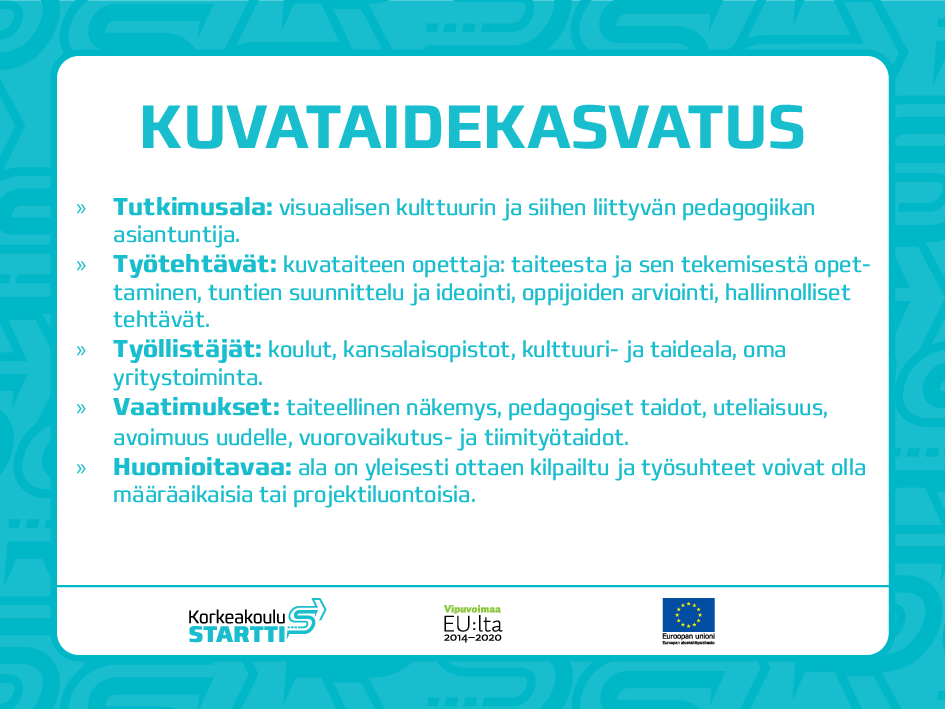 KUVATAIDEKASVATUS
» Tutkimusala: visuaalisen kulttuurin ja siihen liittyvän pedagogiikan
asiantuntija.
» Työtehtävät: kuvataiteen opettaja: taiteesta ja sen tekemisestä opet-
taminen, tuntien suunnittelu ja ideointi, oppijoiden arviointi, hallinnolliset
tehtävät.
» Työllistäjät: koulut, kansalaisopistot, kulttuuri- ja taideala, oma
yritystoiminta.
» Vaatimukset: taiteellinen näkemys, pedagogiset taidot, uteliaisuus,
avoimuus uudelle, vuorovaikutus- ja tiimityötaidot.
» Huomioitavaa: ala on yleisesti ottaen kilpailtu ja työsuhteet voivat olla
määräaikaisia tai projektiluontoisia.
Korkeakoulu
STARTTI
Vipuvoimaa
EU:lta
2014–2020
Euroopan unioni
Euroopan aluekehitysrahasto